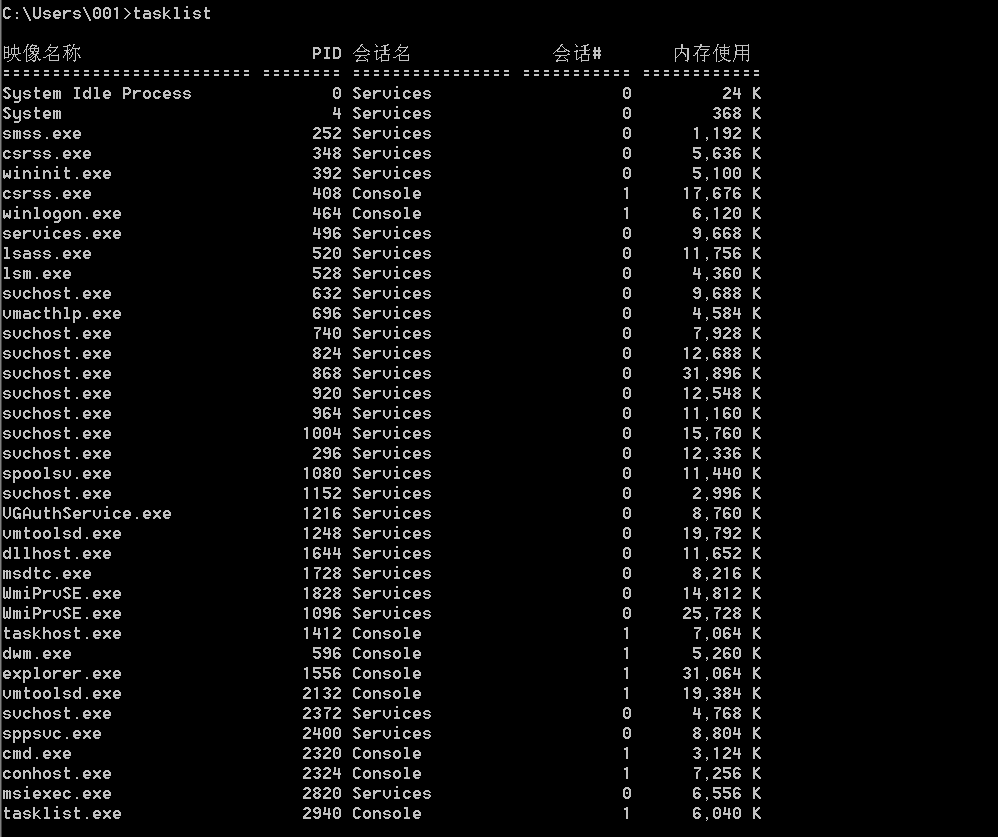 C:\Users\001>tasklist
映像名称                       PID 会话名              会话#       内存使用
========================= ======== ================ =========== ============
System Idle Process              0 Services                   0         24 K
System                           4 Services                   0        368 K
smss.exe                       252 Services                   0      1,192 K
csrss.exe                      348 Services                   0      5,636 K
wininit.exe                    392 Services                   0      5,100 K
csrss.exe                      408 Console                    1     17,676 K
winlogon.exe                   464 Console                    1      6,120 K
services.exe                   496 Services                   0      9,668 K
lsass.exe                      520 Services                   0     11,756 K
lsm.exe                        528 Services                   0      4,360 K
svchost.exe                    632 Services                   0      9,688 K
vmacthlp.exe                   696 Services                   0      4,584 K
svchost.exe                    740 Services                   0      7,928 K
svchost.exe                    824 Services                   0     12,688 K
svchost.exe                    868 Services                   0     31,896 K
svchost.exe                    920 Services                   0     12,548 K
svchost.exe                    964 Services                   0     11,160 K
svchost.exe                   1004 Services                   0     15,760 K
svchost.exe                    296 Services                   0     12,336 K
spoolsv.exe                   1080 Services                   0     11,440 K
svchost.exe                   1152 Services                   0      2,996 K
VGAuthService.exe             1216 Services                   0      8,760 K
vmtoolsd.exe                  1248 Services                   0     19,792 K
dllhost.exe                   1644 Services                   0     11,652 K
msdtc.exe                     1728 Services                   0      8,216 K
WmiPrvSE.exe                  1828 Services                   0     14,812 K
WmiPrvSE.exe                  1096 Services                   0     25,728 K
taskhost.exe                  1412 Console                    1      7,064 K
dwm.exe                        596 Console                    1      5,260 K
explorer.exe                  1556 Console                    1     31,064 K
vmtoolsd.exe                  2132 Console                    1     19,384 K
svchost.exe                   2372 Services                   0      4,768 K
sppsvc.exe                    2400 Services                   0      8,804 K
cmd.exe                       2320 Console                    1      3,124 K
conhost.exe                   2324 Console                    1      7,256 K
msiexec.exe                   2820 Services                   0      6,556 K
tasklist.exe                  2940 Console                    1      6,040 K